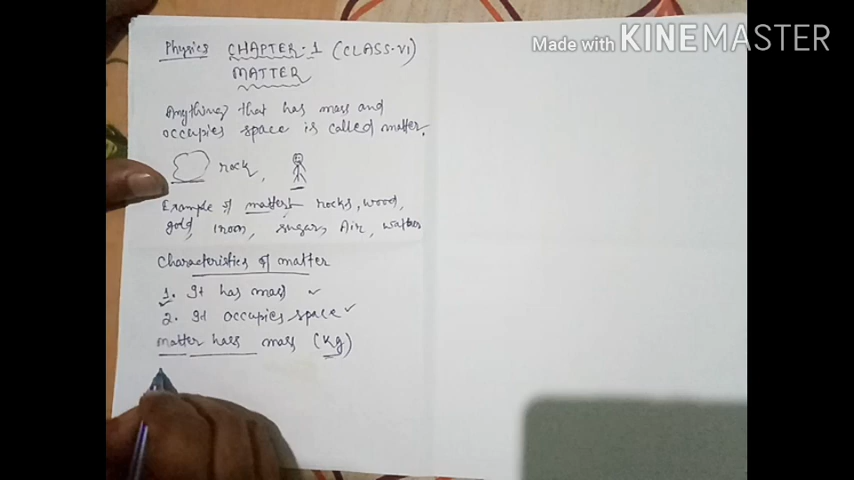 Made with KINEMASTER
Physics CHAPTER-1 (CLASS-VI)
MATTER
Anything that has mass and
occupies space is called matter.
rock,
Example of matter rocks, wood,
gold, iron, sugar, Air, water
Characteristics of matter
1. It has mass ✓
2. It occupies space ✓
Matter hass mass (Kg)